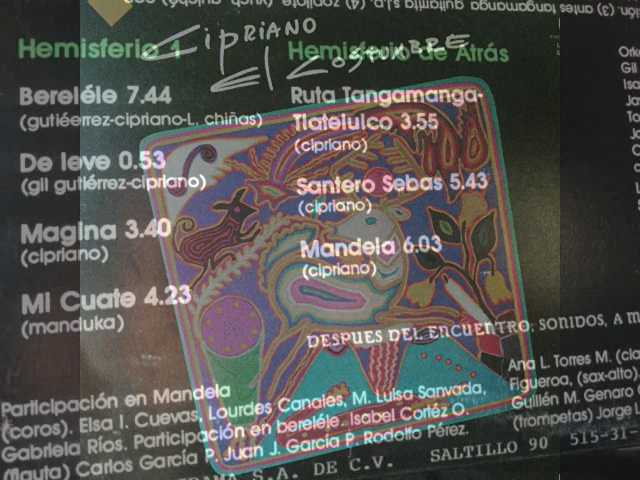 CIPRIANO
El COSTUMBRE
Hemisferio 1
Bereléle 7.44
(gutiéerrez-cipriano-L. chiñas)
De leve 0.53
(gil gutiérrez-cipriano)
Magina 3.40
(cipriano)
Mi Cuate 4.23
(manduka)
Hemisferio de Atrás
Ruta Tangamanga-
Tlatelulco 3.55
(cipriano)
Santero Sebas 5.43
(cipriano)
Mandela 6.03
(cipriano)
DESPUES DEL ENCUENTRO, SONIDOS, A
Participación en Mandela
(coros). Elsa I. Cuevas, Lourdes Canales, M. Luisa Sanvada,
Gabriela Ríos. Participación en bereléje. Isabel Cortéz O.
(flauta) Carlos García P. Juan J. García P. Rodolfo Pérez.
Ana L. Torres M. (cla
Figueroa, (sax-alto).
Guillén M. Genaro
(trompetas) Jorge
S.A. DE C.V. SALTILLO 90 515-31-